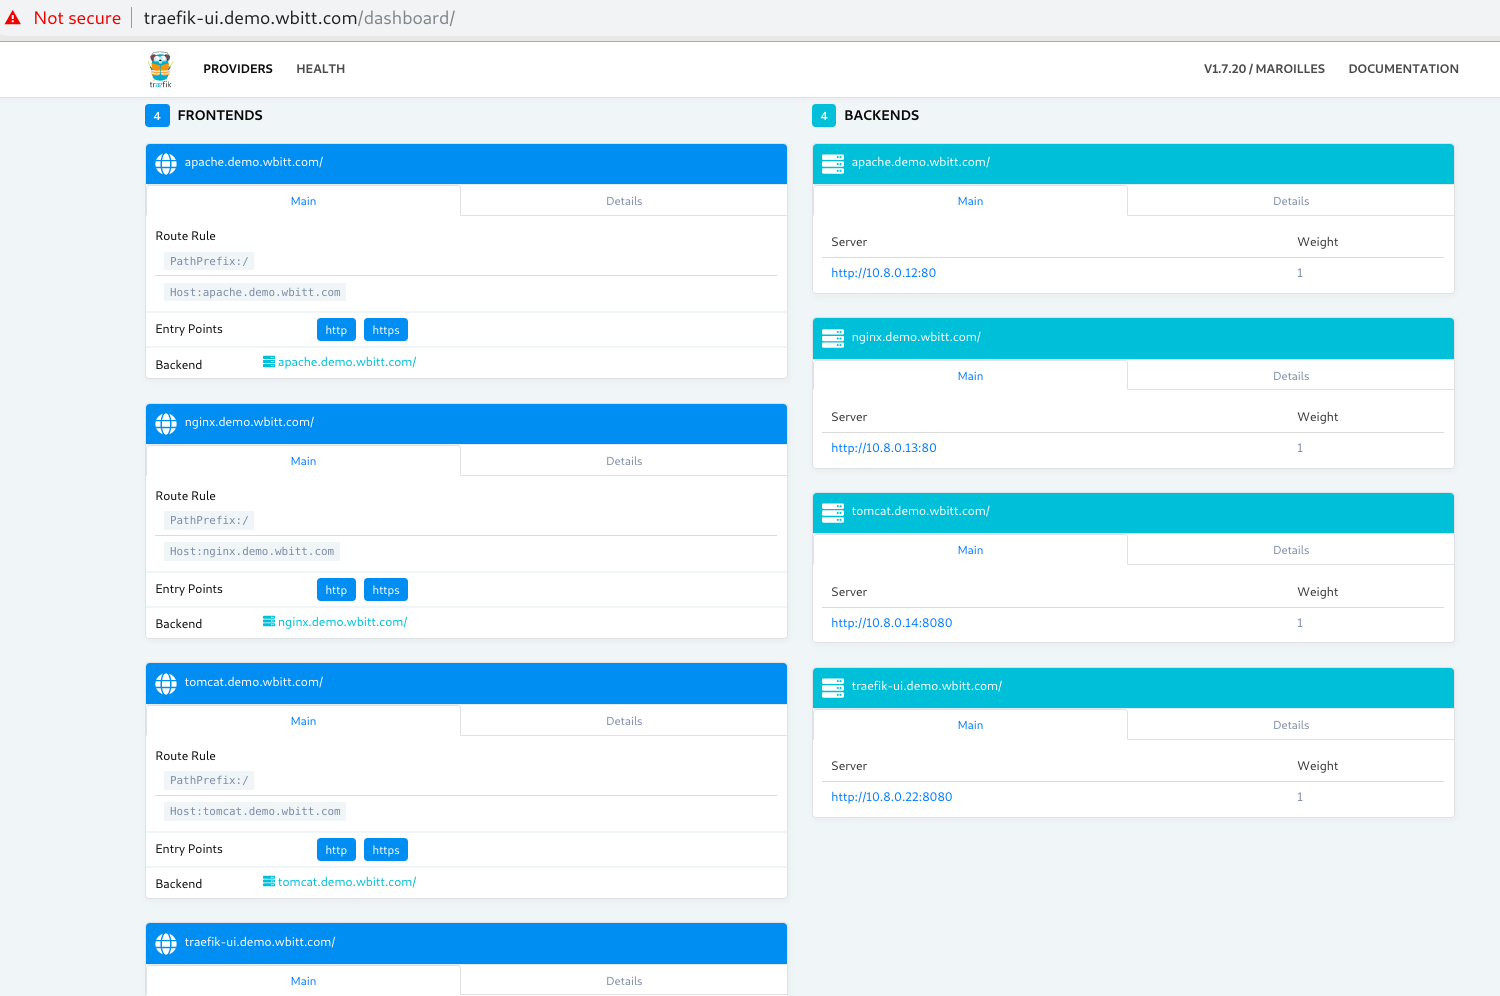 Not secure traefik-ui.demo.wbitt.com/dashboard/
træfik PROVIDERS HEALTH V1.7.20 / MAROILLES DOCUMENTATION
4 FRONTENDS
apache.demo.wbitt.com/
Main Details
Route Rule
PathPrefix:/
Host:apache.demo.wbitt.com
Entry Points http https
Backend apache.demo.wbitt.com/
nginx.demo.wbitt.com/
Main Details
Route Rule
PathPrefix:/
Host:nginx.demo.wbitt.com
Entry Points http https
Backend nginx.demo.wbitt.com/
tomcat.demo.wbitt.com/
Main Details
Route Rule
PathPrefix:/
Host:tomcat.demo.wbitt.com
Entry Points http https
Backend tomcat.demo.wbitt.com/
traefik-ui.demo.wbitt.com/
Main Details
4 BACKENDS
apache.demo.wbitt.com/
Main Details
Server Weight
http://10.8.0.12:80 1
nginx.demo.wbitt.com/
Main Details
Server Weight
http://10.8.0.13:80 1
tomcat.demo.wbitt.com/
Main Details
Server Weight
http://10.8.0.14:8080 1
traefik-ui.demo.wbitt.com/
Main Details
Server Weight
http://10.8.0.22:8080 1